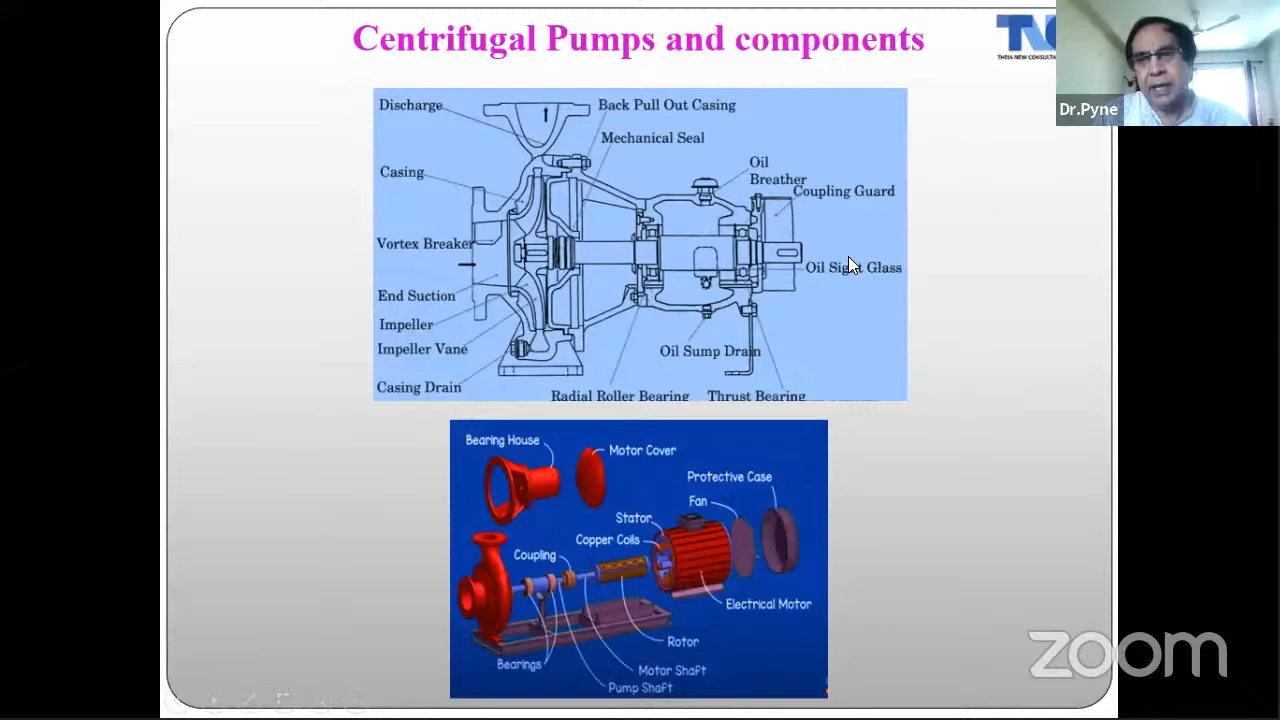 Centrifugal Pumps and components
THEIA NEW CONSULTA
Dr.Pyne
Discharge
Back Pull Out Casing
Mechanical Seal
Oil
Breather
Casing
Coupling Guard
Vortex Breaker
Oil Sight Glass
End Suction
Impeller
Impeller Vane
Oil Sump Drain
Casing Drain
Radial Roller Bearing
Thrust Bearing
Bearing House
Motor Cover
Protective Case
Fan
Stator
Copper Coils
Coupling
Electrical Motor
Rotor
Bearings
Motor Shaft
Pump Shaft
zoom